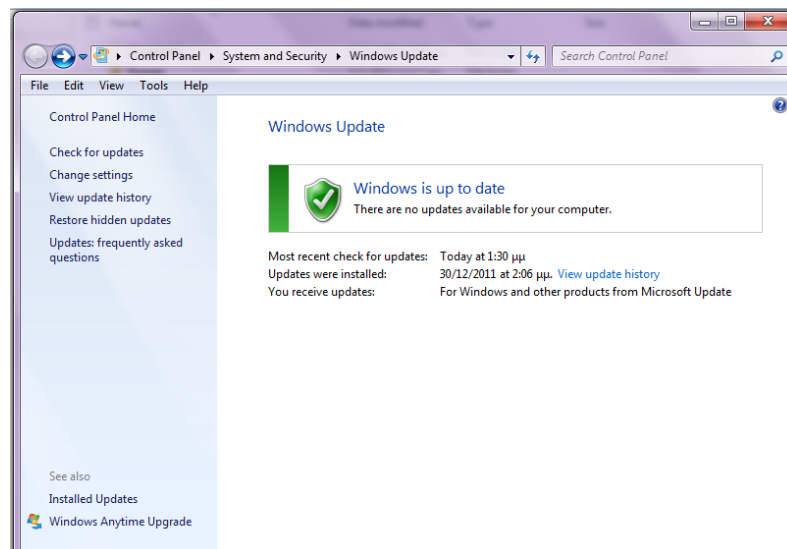 Control Panel ▸ System and Security ▸ Windows Update
Search Control Panel
File Edit View Tools Help
Control Panel Home
Check for updates
Change settings
View update history
Restore hidden updates
Updates: frequently asked
questions
See also
Installed Updates
Windows Anytime Upgrade
Windows Update
Windows is up to date
There are no updates available for your computer.
Most recent check for updates: Today at 1:30 μμ
Updates were installed: 30/12/2011 at 2:06 μμ. View update history
You receive updates: For Windows and other products from Microsoft Update